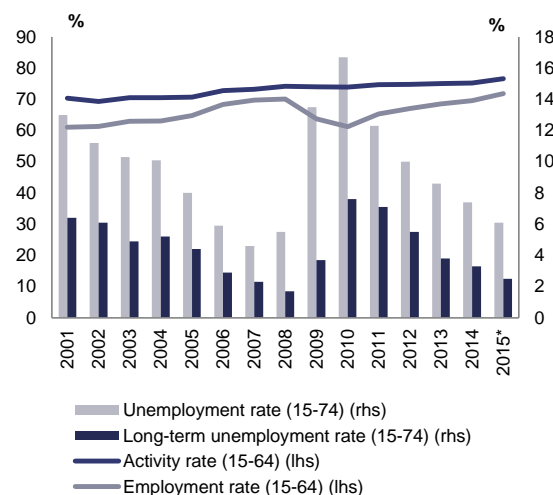 % %
90 18
80 16
70 14
60 12
50 10
40 8
30 6
20 4
10 2
0 0
2001 2002 2003 2004 2005 2006 2007 2008 2009 2010 2011 2012 2013 2014 2015*
Unemployment rate (15-74) (rhs)
Long-term unemployment rate (15-74) (rhs)
Activity rate (15-64) (lhs)
Employment rate (15-64) (lhs)